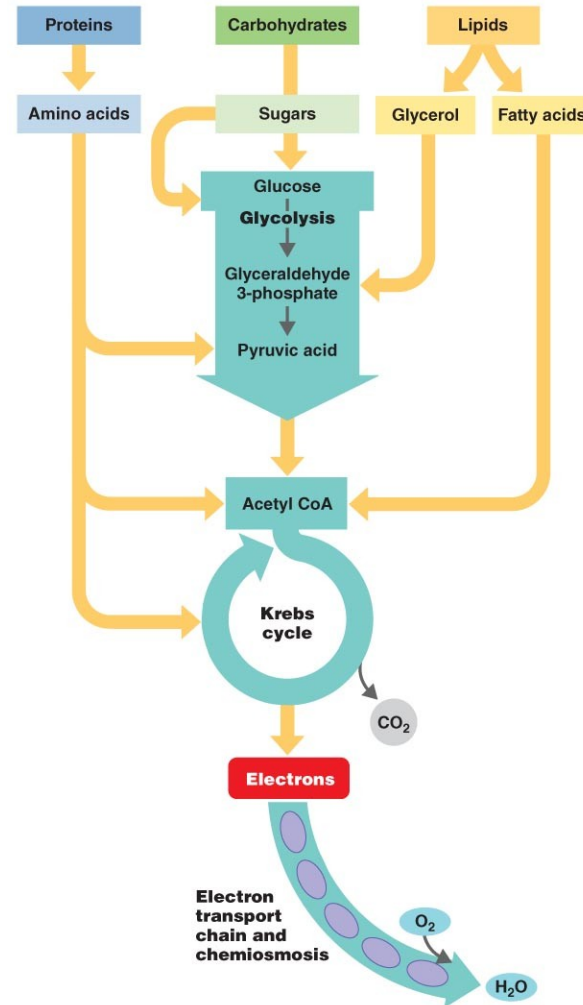 Proteins
Carbohydrates
Lipids
Amino acids
Sugars
Glycerol
Fatty acids
Glucose
Glycolysis
Glyceraldehyde
3-phosphate
Pyruvic acid
Acetyl CoA
Krebs
cycle
CO₂
Electrons
Electron
transport
chain and
chemiosmosis
O₂
H₂O